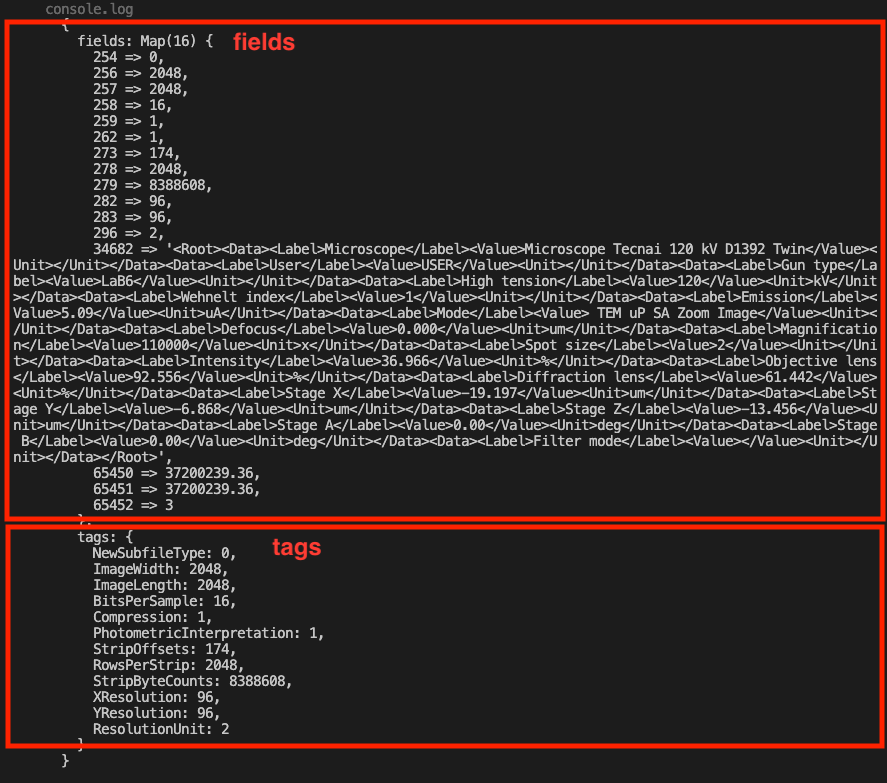 console.log
{
fields: Map(16) { fields
254 => 0,
256 => 2048,
257 => 2048,
258 => 16,
259 => 1,
262 => 1,
273 => 174,
278 => 2048,
279 => 8388608,
282 => 96,
283 => 96,
296 => 2,
34682 => '<Root><Data><Label>Microscope</Label><Value>Microscope Tecnai 120 kV D1392 Twin</Value><
Unit></Unit></Data><Data><Label>User</Label><Value>USER</Value><Unit></Unit></Data><Data><Label>Gun type</La
bel><Value>LaB6</Value><Unit></Unit></Data><Data><Label>High tension</Label><Value>120</Value><Unit>kV</Unit
></Data><Data><Label>Wehnelt index</Label><Value>1</Value><Unit></Unit></Data><Data><Label>Emission</Label><
Value>5.09</Value><Unit>uA</Unit></Data><Data><Label>Mode</Label><Value> TEM uP SA Zoom Image</Value><Unit><
/Unit></Data><Data><Label>Defocus</Label><Value>0.000</Value><Unit>um</Unit></Data><Data><Label>Magnificatio
n</Label><Value>110000</Value><Unit>x</Unit></Data><Data><Label>Spot size</Label><Value>2</Value><Unit></Uni
t></Data><Data><Label>Intensity</Label><Value>36.966</Value><Unit>%</Unit></Data><Data><Label>Objective lens
</Label><Value>92.556</Value><Unit>%</Unit></Data><Data><Label>Diffraction lens</Label><Value>61.442</Value>
<Unit>%</Unit></Data><Data><Label>Stage X</Label><Value>-19.197</Value><Unit>um</Unit></Data><Data><Label>St
age Y</Label><Value>-6.868</Value><Unit>um</Unit></Data><Data><Label>Stage Z</Label><Value>-13.456</Value><U
nit>um</Unit></Data><Data><Label>Stage A</Label><Value>0.00</Value><Unit>deg</Unit></Data><Data><Label>Stage
B</Label><Value>0.00</Value><Unit>deg</Unit></Data><Data><Label>Filter mode</Label><Value></Value><Unit></U
nit></Data></Root>',
65450 => 37200239.36,
65451 => 37200239.36,
65452 => 3
},
tags: { tags
NewSubfileType: 0,
ImageWidth: 2048,
ImageLength: 2048,
BitsPerSample: 16,
Compression: 1,
PhotometricInterpretation: 1,
StripOffsets: 174,
RowsPerStrip: 2048,
StripByteCounts: 8388608,
XResolution: 96,
YResolution: 96,
ResolutionUnit: 2
}
}